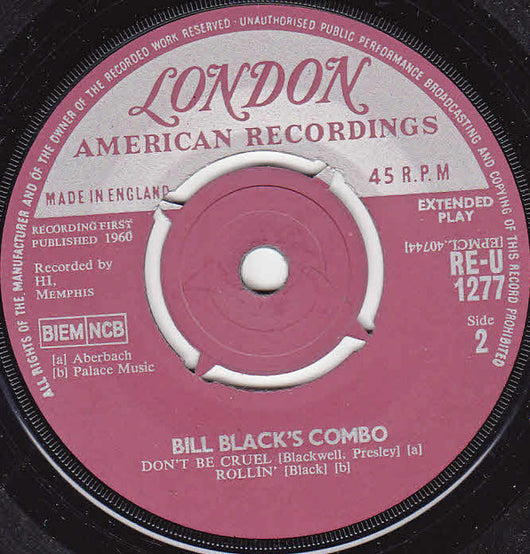 ALL RIGHTS OF THE MANUFACTURER AND OF THE OWNER OF THE RECORDED WORK RESERVED · UNAUTHORISED PUBLIC PERFORMANCE BROADCASTING AND COPYING OF THIS RECORD PROHIBITED
LONDON
AMERICAN RECORDINGS
MADE IN ENGLAND
45 R.P.M
EXTENDED
PLAY
RECORDING FIRST
PUBLISHED 1960
[EPMCL.40744]
Recorded by
HI,
MEMPHIS
RE-U
1277
BIEM NCB
Side
2
[a] Aberbach
[b] Palace Music
BILL BLACK'S COMBO
DON'T BE CRUEL [Blackwell, Presley] [a]
ROLLIN' [Black] [b]